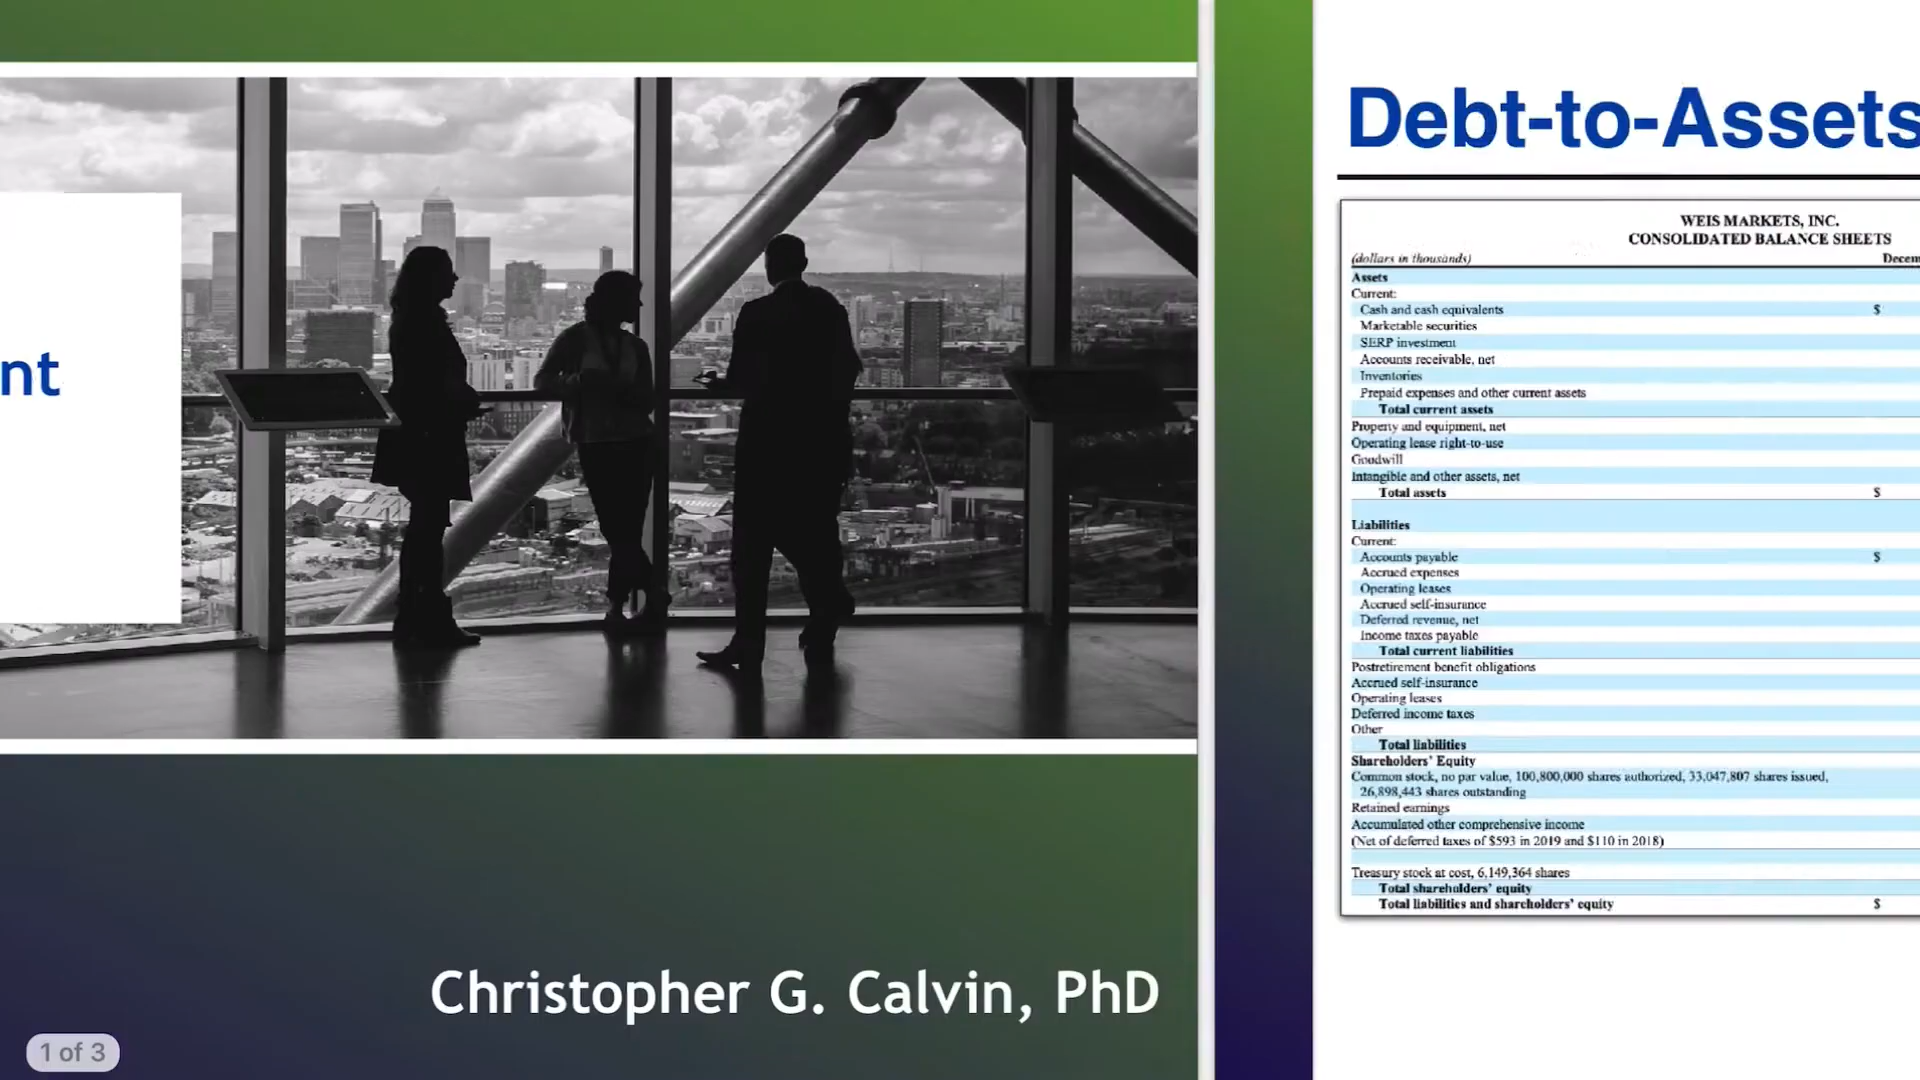 nt
Christopher G. Calvin, PhD
1 of 3
Debt-to-Assets
WEIS MARKETS, INC.
CONSOLIDATED BALANCE SHEETS
(dollars in thousands)
Assets
Current:
Cash and cash equivalents $
Marketable securities
SERP investment
Accounts receivable, net
Inventories
Prepaid expenses and other current assets
Total current assets
Property and equipment, net
Operating lease right-to-use
Goodwill
Intangible and other assets, net
Total assets $
Liabilities
Current:
Accounts payable $
Accrued expenses
Operating leases
Accrued self-insurance
Deferred revenue, net
Income taxes payable
Total current liabilities
Postretirement benefit obligations
Accrued self-insurance
Operating leases
Deferred income taxes
Other
Total liabilities
Shareholders' Equity
Common stock, no par value, 100,800,000 shares authorized, 33,047,807 shares issued,
26,898,443 shares outstanding
Retained earnings
Accumulated other comprehensive income
(Net of deferred taxes of $593 in 2019 and $110 in 2018)
Treasury stock at cost, 6,149,364 shares
Total shareholders' equity
Total liabilities and shareholders' equity $